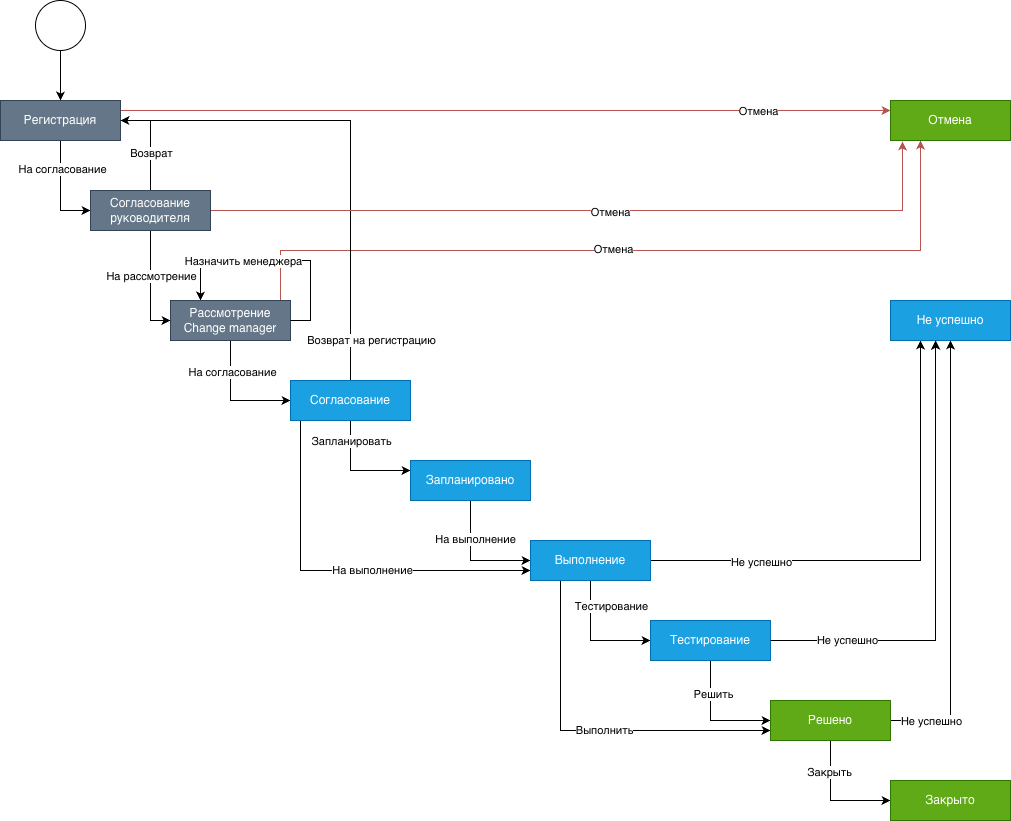 Регистрация
Отмена
Отмена
Возврат
На согласование
Согласование
руководителя
Отмена
Отмена
Назначить менеджера
На рассмотрение
Рассмотрение
Change manager
Не успешно
Возврат на регистрацию
На согласование
Согласование
Запланировать
Запланировано
На выполнение
Выполнение
Не успешно
На выполнение
Тестирование
Тестирование
Не успешно
Решить
Решено
Не успешно
Выполнить
Закрыть
Закрыто